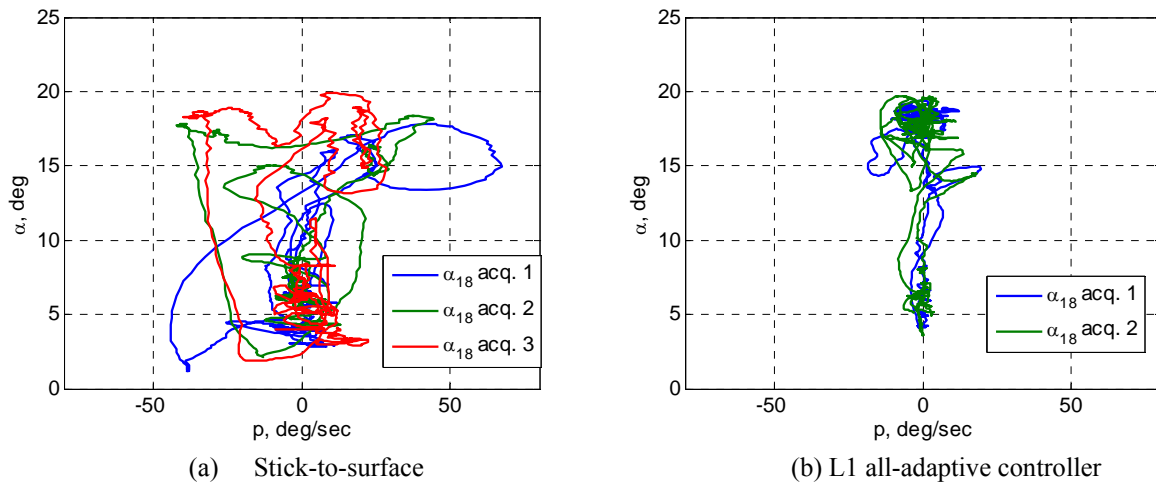 25
20
15
10
5
0
α, deg
-50
0
50
p, deg/sec
α18 acq. 1
α18 acq. 2
α18 acq. 3
(a) Stick-to-surface
25
20
15
10
5
0
α, deg
-50
0
50
p, deg/sec
α18 acq. 1
α18 acq. 2
(b) L1 all-adaptive controller